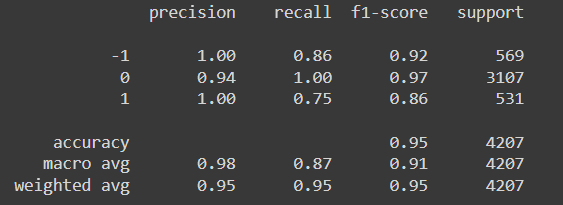 precision recall f1-score support
-1 1.00 0.86 0.92 569
0 0.94 1.00 0.97 3107
1 1.00 0.75 0.86 531
accuracy 0.95 4207
macro avg 0.98 0.87 0.91 4207
weighted avg 0.95 0.95 0.95 4207